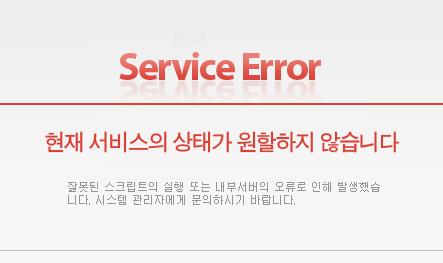 Service Error
현재 서비스의 상태가 원할하지 않습니다
잘못된 스크립트의 실행 또는 내부서버의 오류로 인해 발생했습
니다. 시스템 관리자에게 문의하시기 바랍니다.